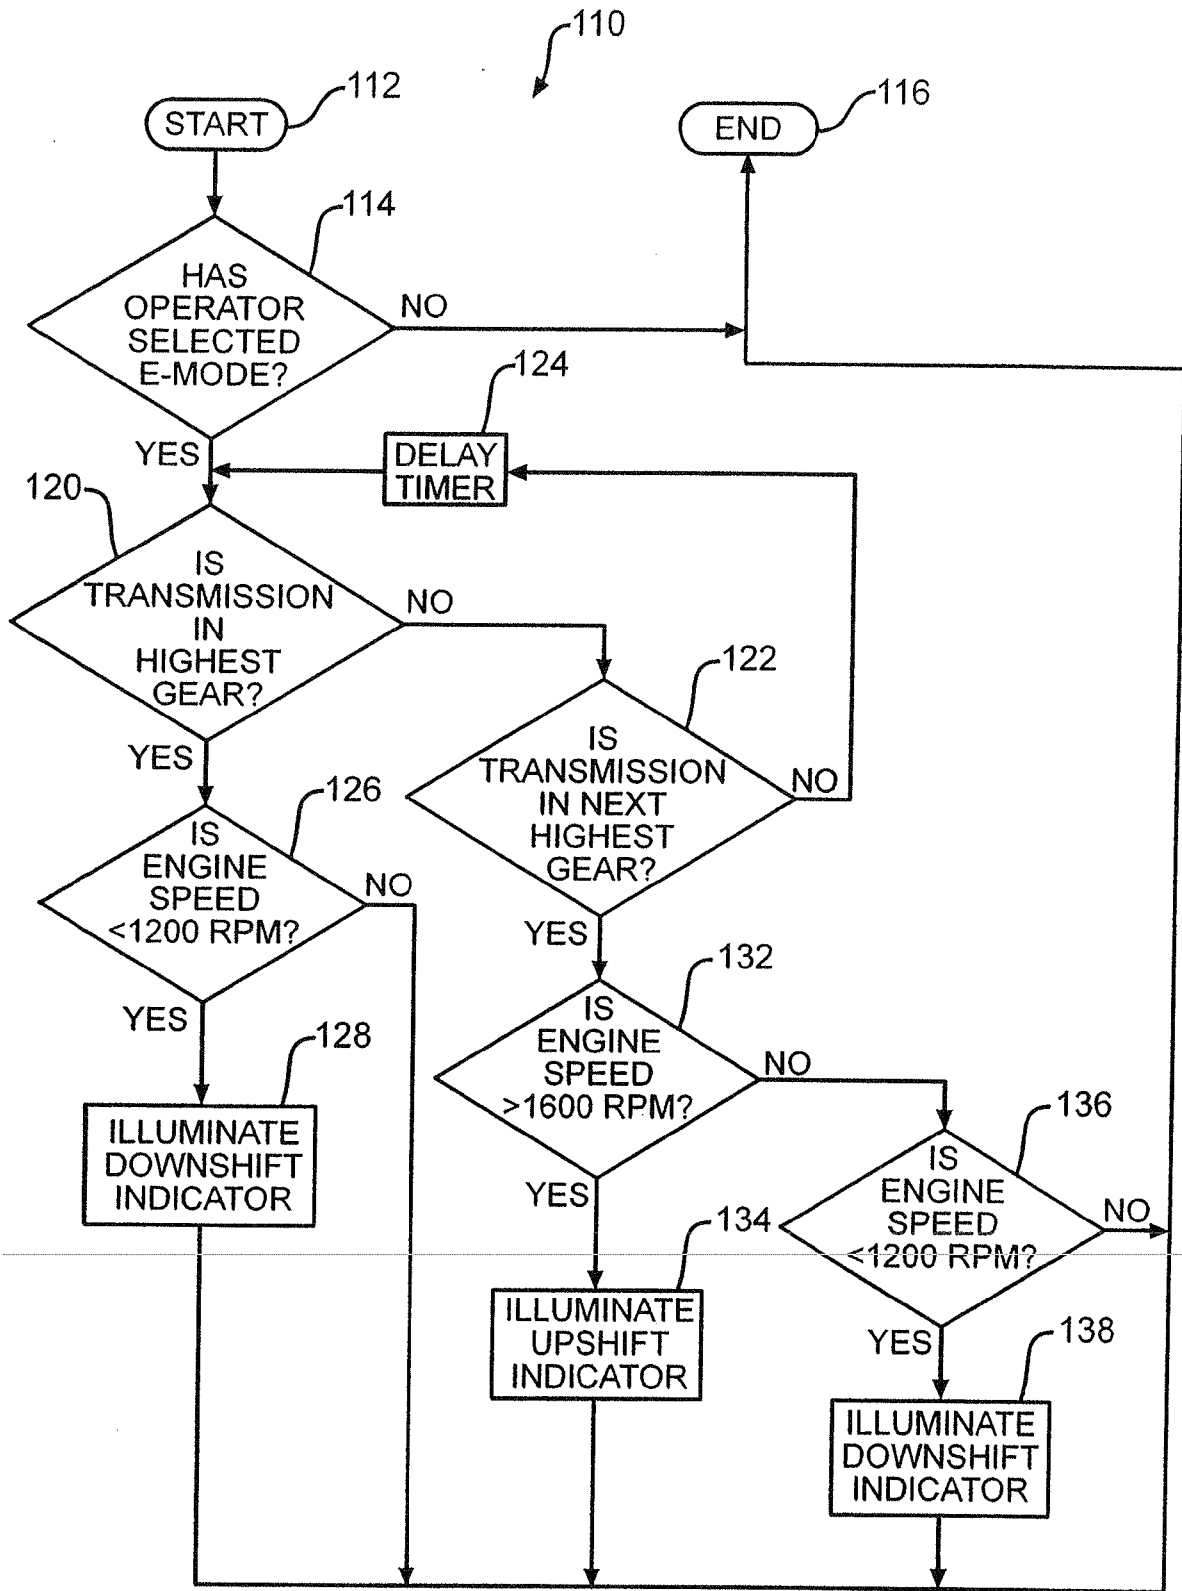 110
112
START
116
END
114
HAS
OPERATOR
SELECTED
E-MODE?
NO
YES
124
DELAY
TIMER
120
IS
TRANSMISSION
IN
HIGHEST
GEAR?
NO
YES
122
IS
TRANSMISSION
IN NEXT
HIGHEST
GEAR?
NO
YES
126
IS
ENGINE
SPEED
<1200 RPM?
NO
YES
128
ILLUMINATE
DOWNSHIFT
INDICATOR
132
IS
ENGINE
SPEED
>1600 RPM?
NO
YES
134
ILLUMINATE
UPSHIFT
INDICATOR
136
IS
ENGINE
SPEED
<1200 RPM?
NO
YES
138
ILLUMINATE
DOWNSHIFT
INDICATOR